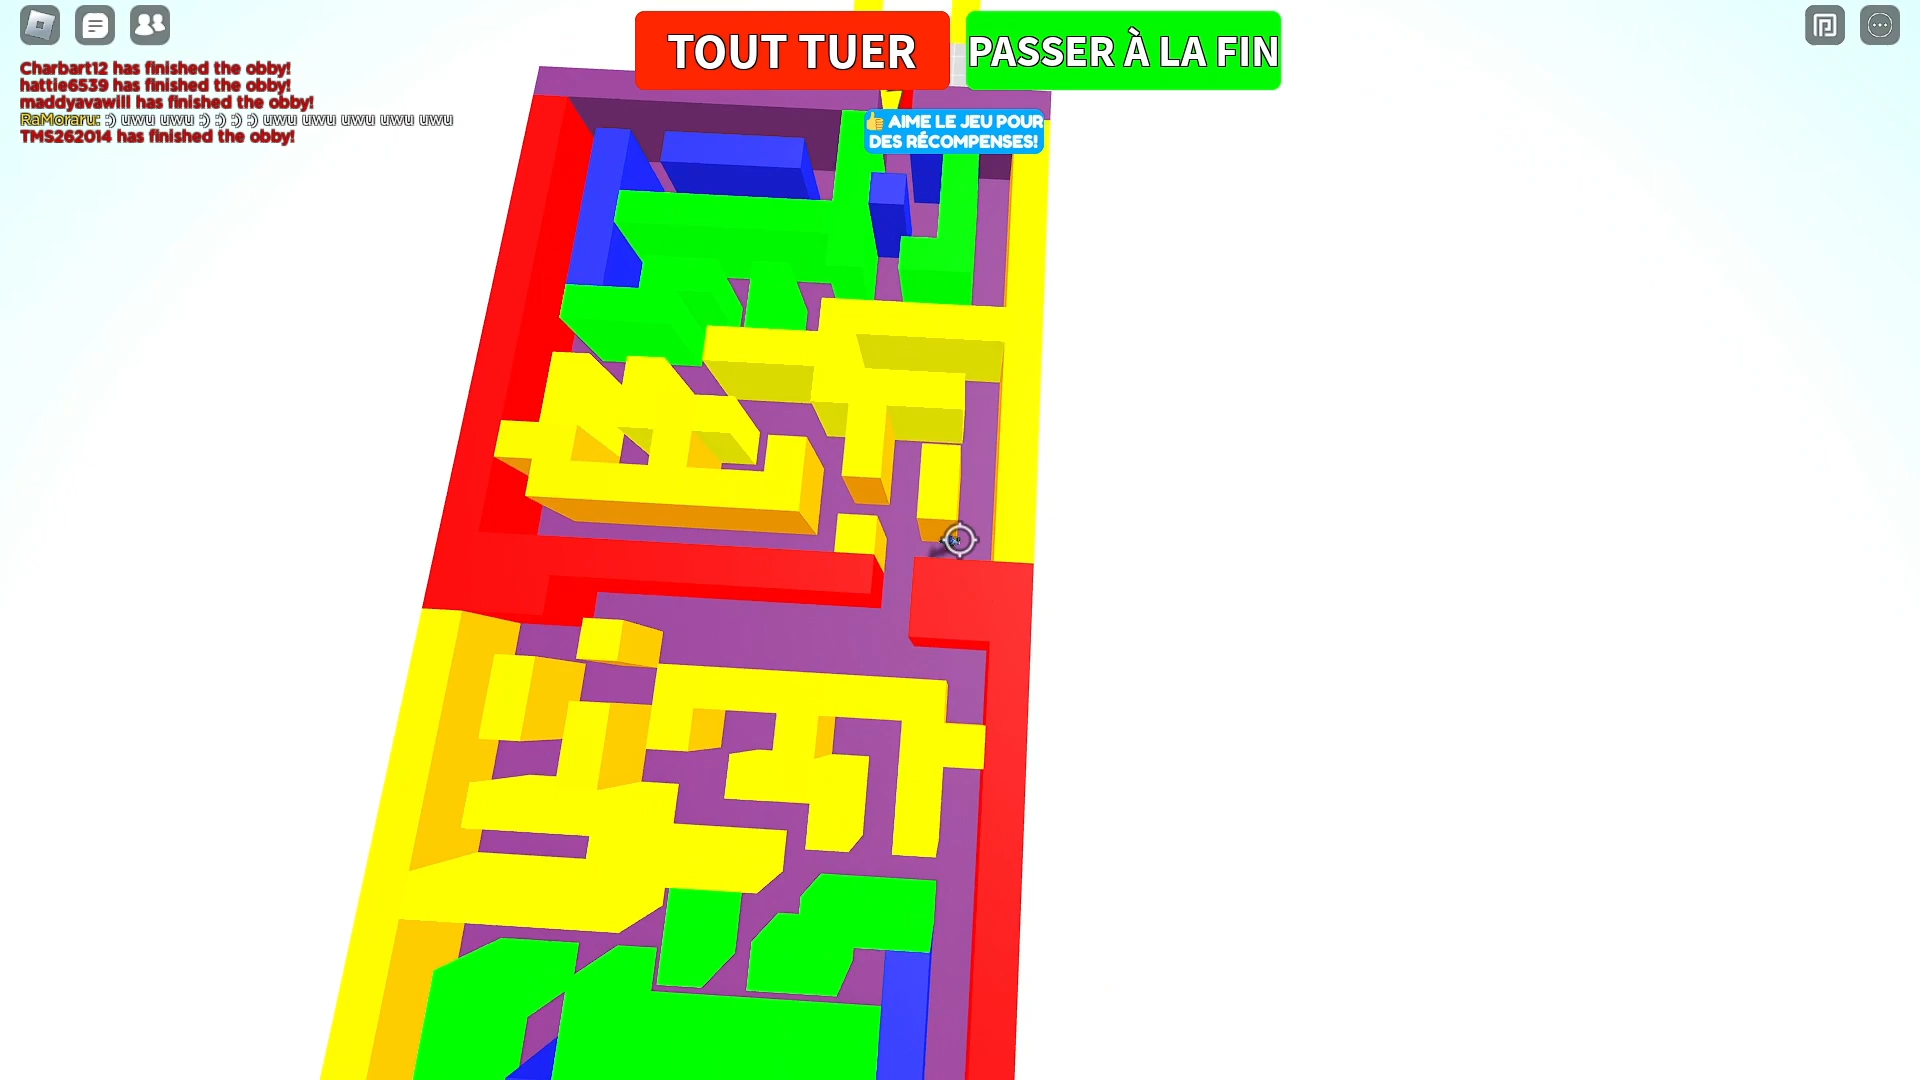 TOUT TUER
PASSER À LA FIN
Charbart12 has finished the obby!
hattie6539 has finished the obby!
maddyavawill has finished the obby!
RaMoraru: :) uwu uwu :) :) :) :) uwu uwu uwu uwu uwu
TMS262014 has finished the obby!
👍 AIME LE JEU POUR
DES RÉCOMPENSES!